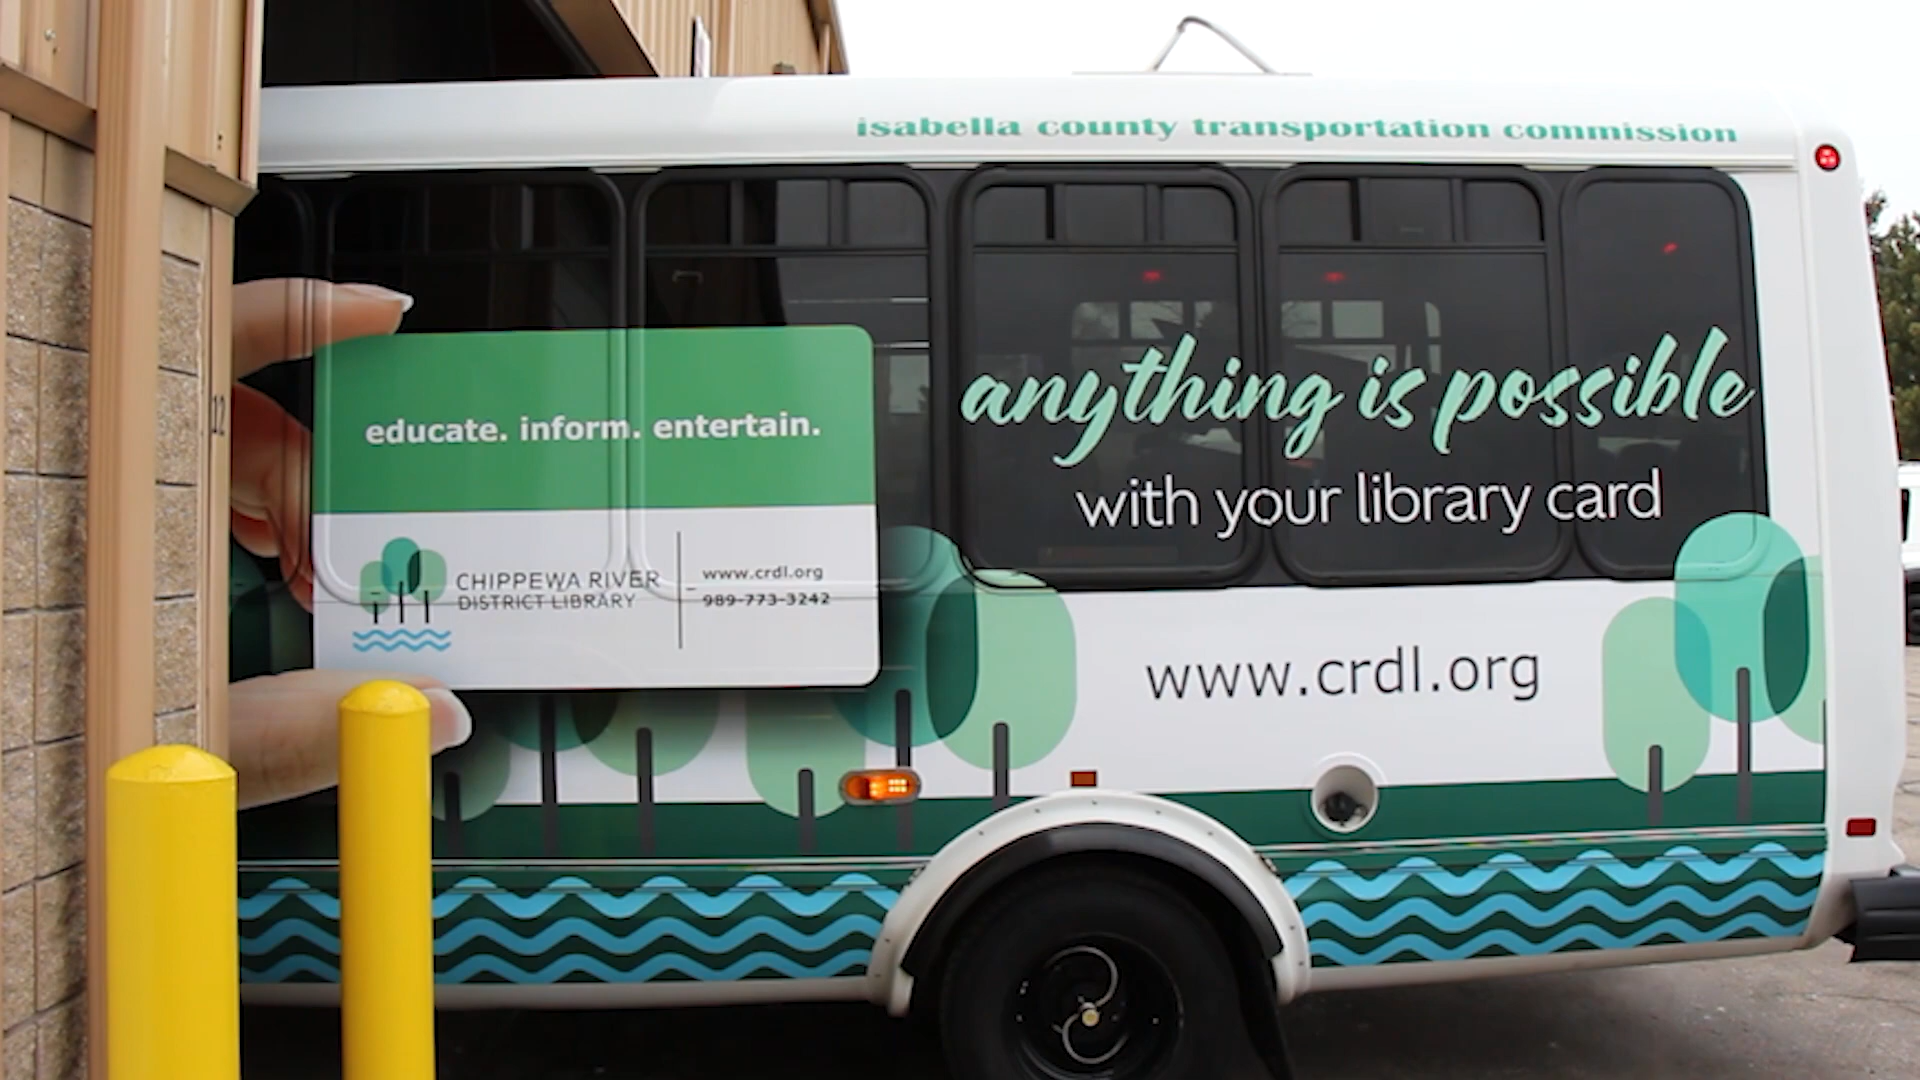 isabella county transportation commission
12
educate. inform. entertain.
CHIPPEWA RIVER
DISTRICT LIBRARY
www.crdl.org
989-773-3242
anything is possible
with your library card
www.crdl.org